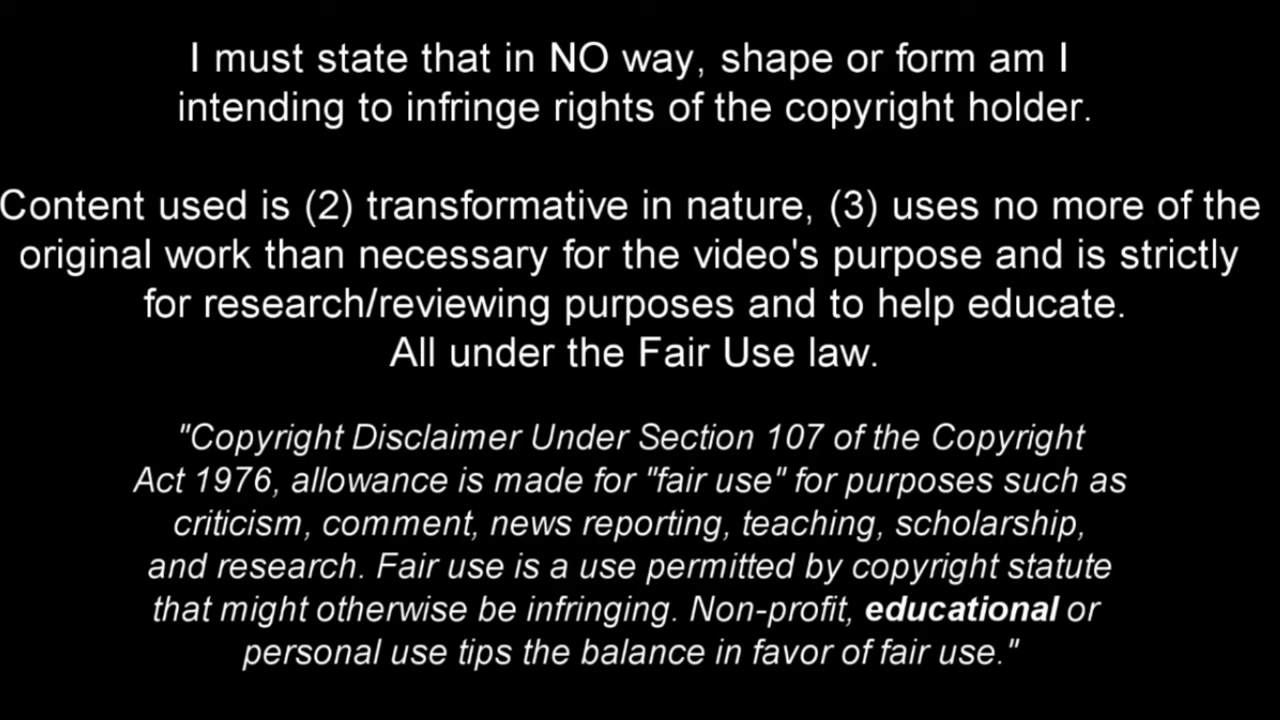 I must state that in NO way, shape or form am I
intending to infringe rights of the copyright holder.
Content used is (2) transformative in nature, (3) uses no more of the
original work than necessary for the video's purpose and is strictly
for research/reviewing purposes and to help educate.
All under the Fair Use law.
"Copyright Disclaimer Under Section 107 of the Copyright
Act 1976, allowance is made for "fair use" for purposes such as
criticism, comment, news reporting, teaching, scholarship,
and research. Fair use is a use permitted by copyright statute
that might otherwise be infringing. Non-profit, educational or
personal use tips the balance in favor of fair use."